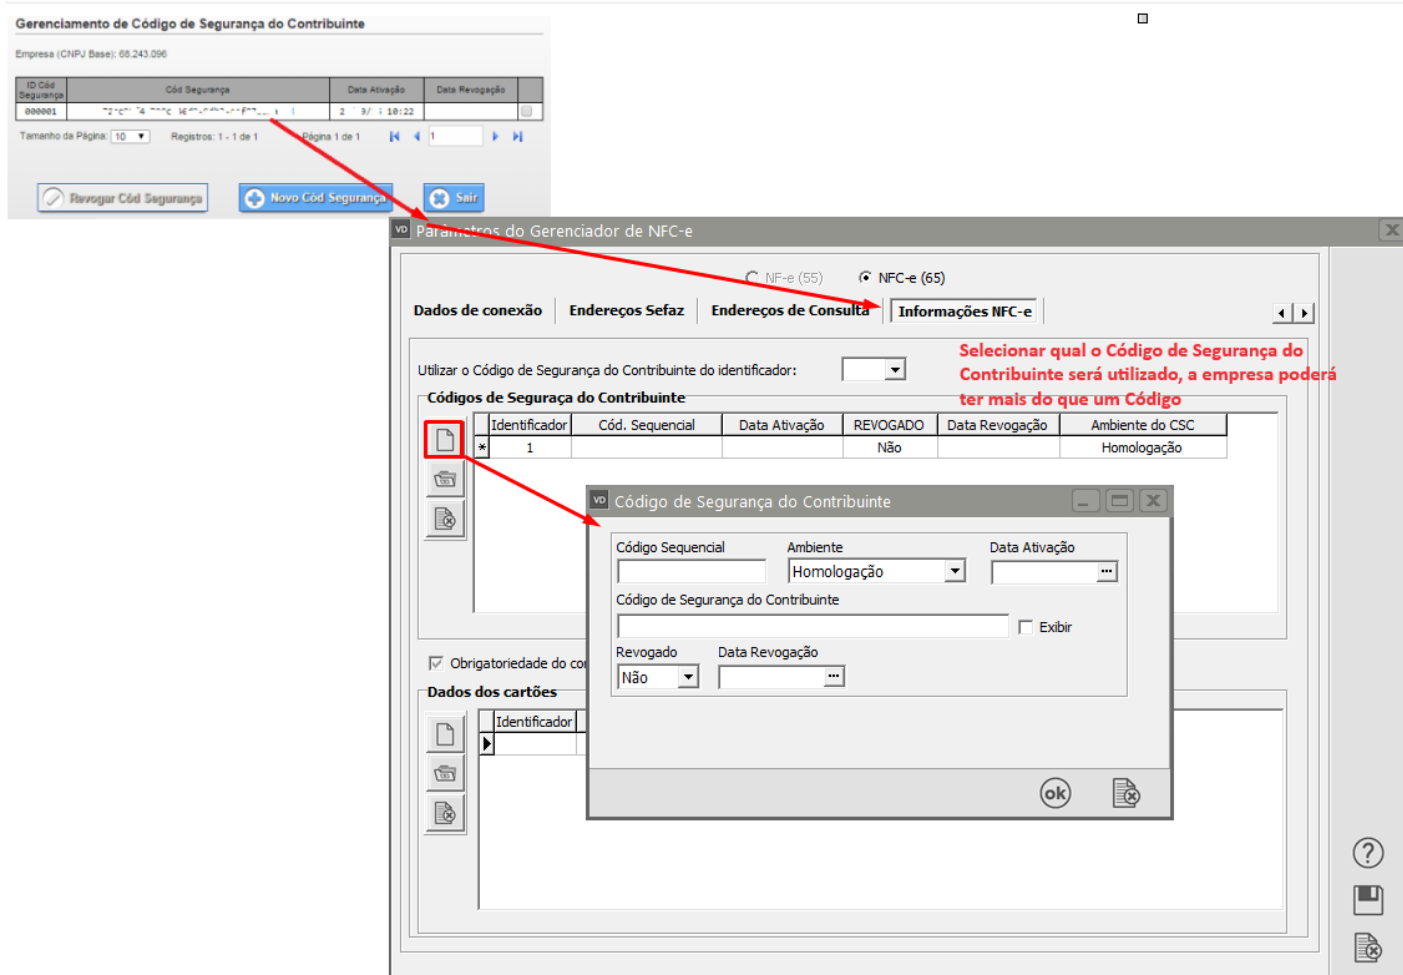 Gerenciamento de Código de Segurança do Contribuinte
Empresa (CNPJ Base): 68.243.096
ID Cód Segurança
Cód Segurança
Data Ativação
Data Revogação
000001
10:22
Tamanho da Página: 10
Registros: 1 - 1 de 1
Página 1 de 1
1
Revogar Cód Segurança
Novo Cód Segurança
Sair
VD Parâmetros do Gerenciador de NFC-e
NF-e (55)
NFC-e (65)
Dados de conexão
Endereços Sefaz
Endereços de Consulta
Informações NFC-e
Selecionar qual o Código de Segurança do
Contribuinte será utilizado, a empresa poderá
ter mais do que um Código
Utilizar o Código de Segurança do Contribuinte do identificador:
Códigos de Seguraça do Contribuinte
Identificador
Cód. Sequencial
Data Ativação
REVOGADO
Data Revogação
Ambiente do CSC
* 1
Não
Homologação
VD Código de Segurança do Contribuinte
Código Sequencial
Ambiente
Data Ativação
Homologação
...
Código de Segurança do Contribuinte
Exibir
Revogado
Data Revogação
Não
...
ok
Obrigatoriedade do
Dados dos cartões
Identificador
?